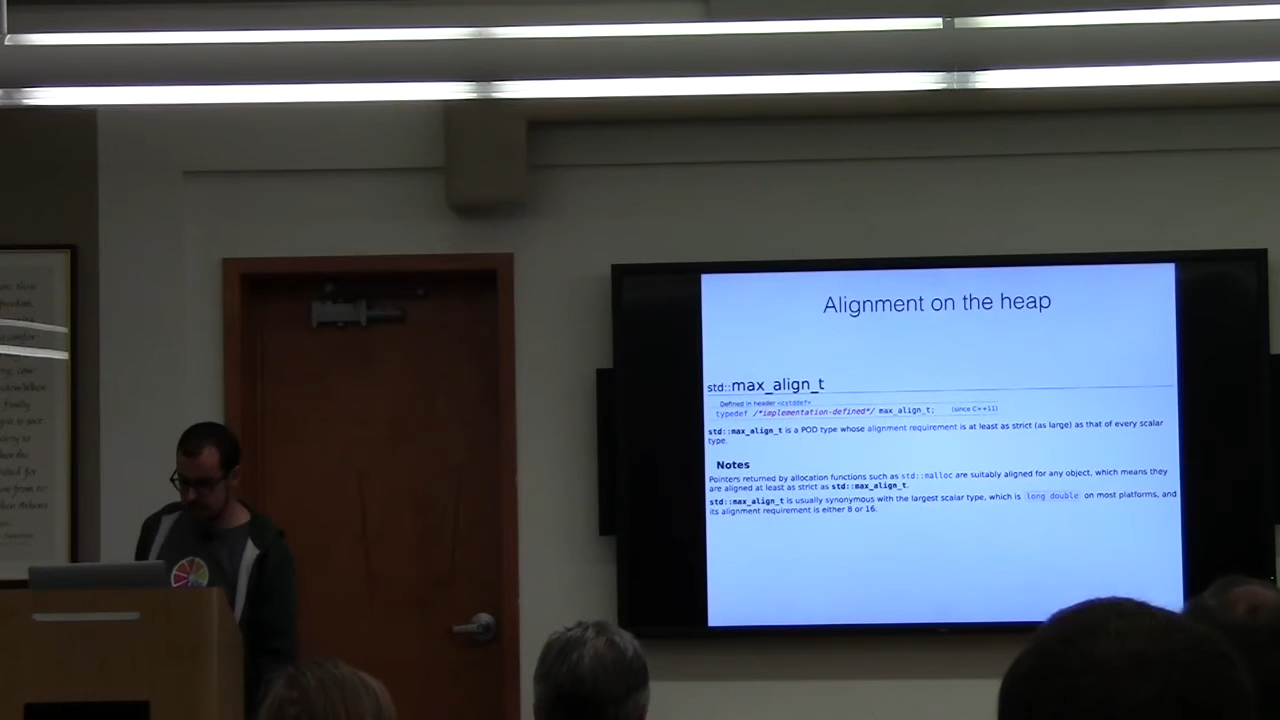 Alignment on the heap
std::max_align_t
Defined in header <cstddef>
typedef /*implementation-defined*/ max_align_t; (since C++11)
std::max_align_t is a POD type whose alignment requirement is at least as strict (as large) as that of every scalar
type.
Notes
Pointers returned by allocation functions such as std::malloc are suitably aligned for any object, which means they
are aligned at least as strict as std::max_align_t.
std::max_align_t is usually synonymous with the largest scalar type, which is long double on most platforms, and
its alignment requirement is either 8 or 16.